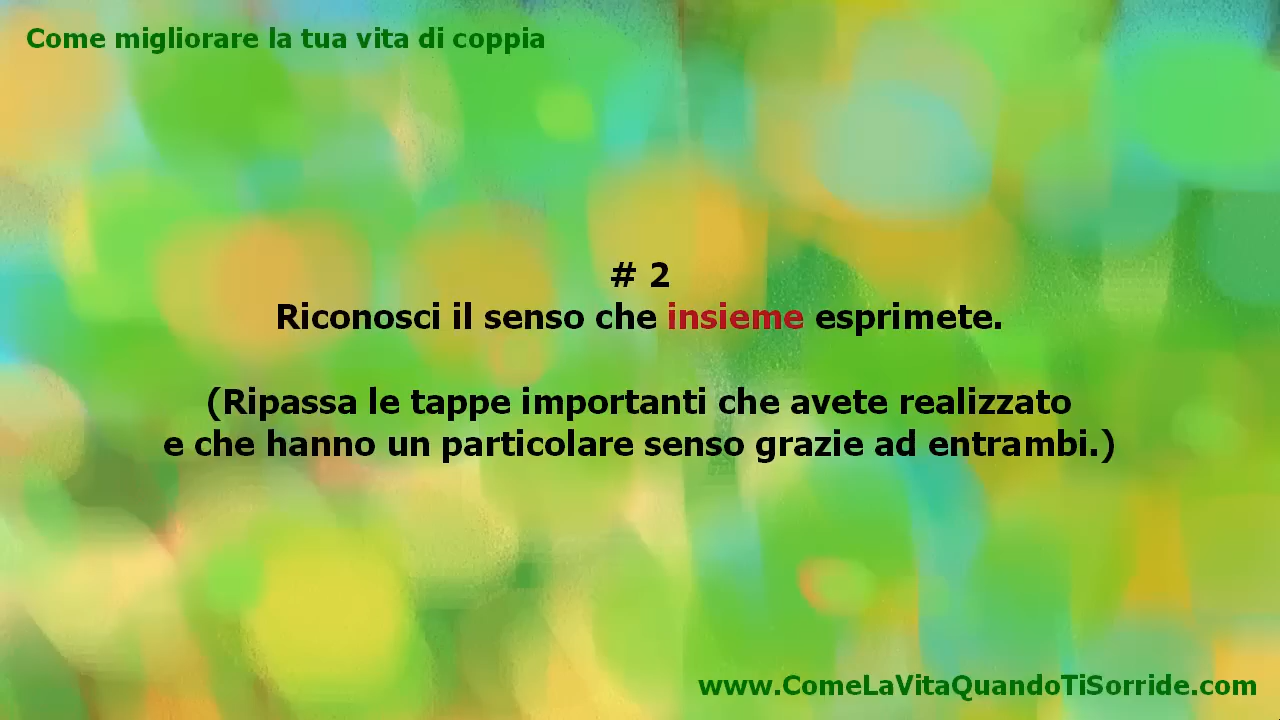 Come migliorare la tua vita di coppia
# 2
Riconosci il senso che insieme esprimete.
(Ripassa le tappe importanti che avete realizzato
e che hanno un particolare senso grazie ad entrambi.)
www.ComeLaVitaQuandoTiSorride.com